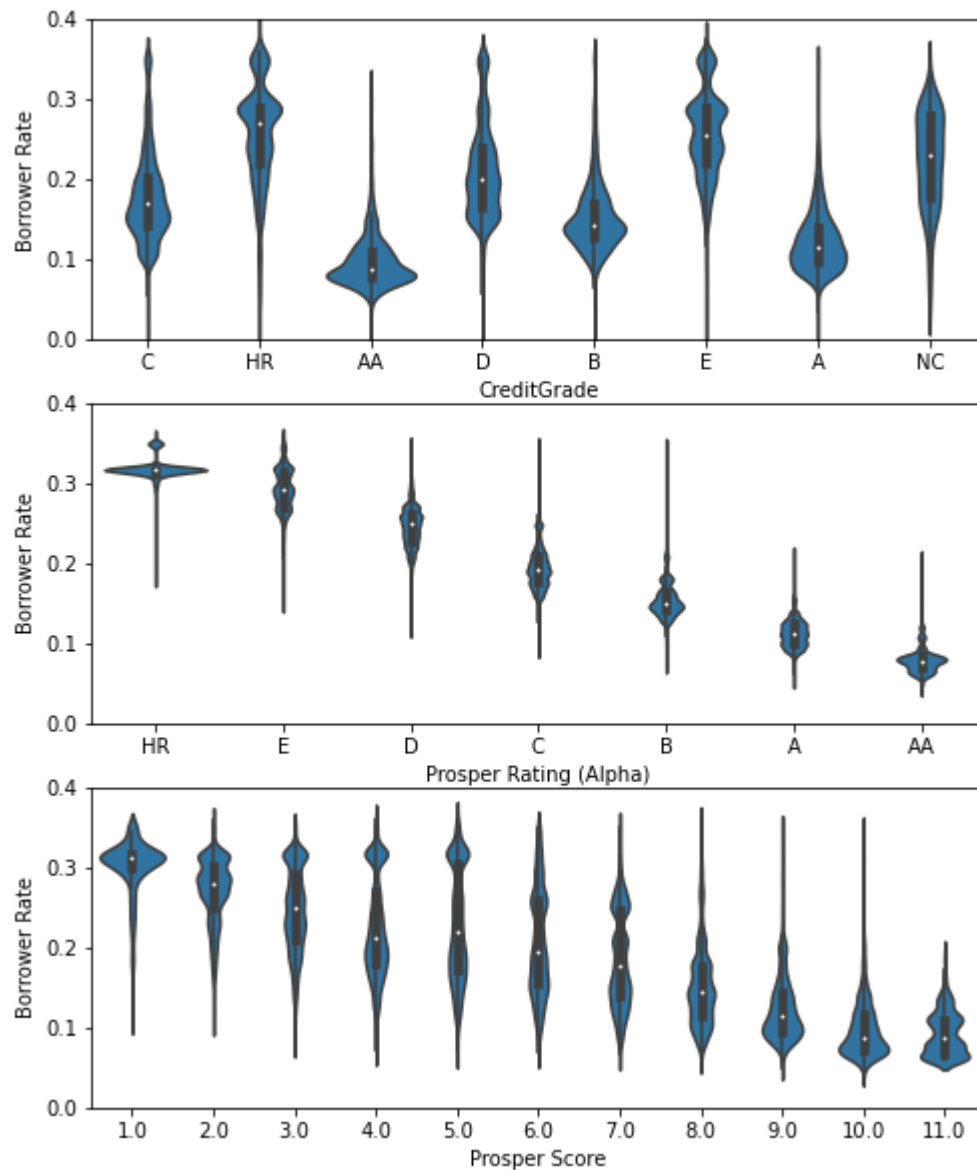 0.4
0.3
0.2
0.1
0.0
Borrower Rate
C HR AA D B E A NC
CreditGrade
0.4
0.3
0.2
0.1
0.0
Borrower Rate
HR E D C B A AA
Prosper Rating (Alpha)
0.4
0.3
0.2
0.1
0.0
Borrower Rate
1.0 2.0 3.0 4.0 5.0 6.0 7.0 8.0 9.0 10.0 11.0
Prosper Score